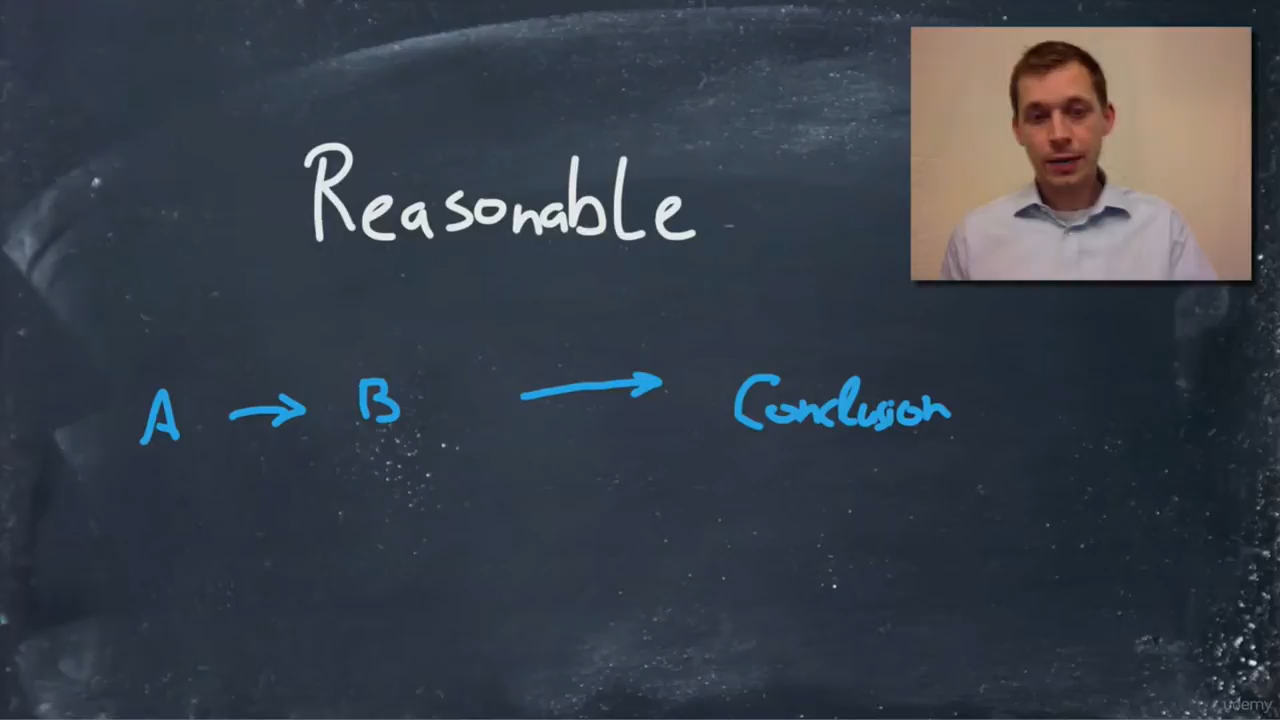 Reasonable
A → B → Conclusion
udemy